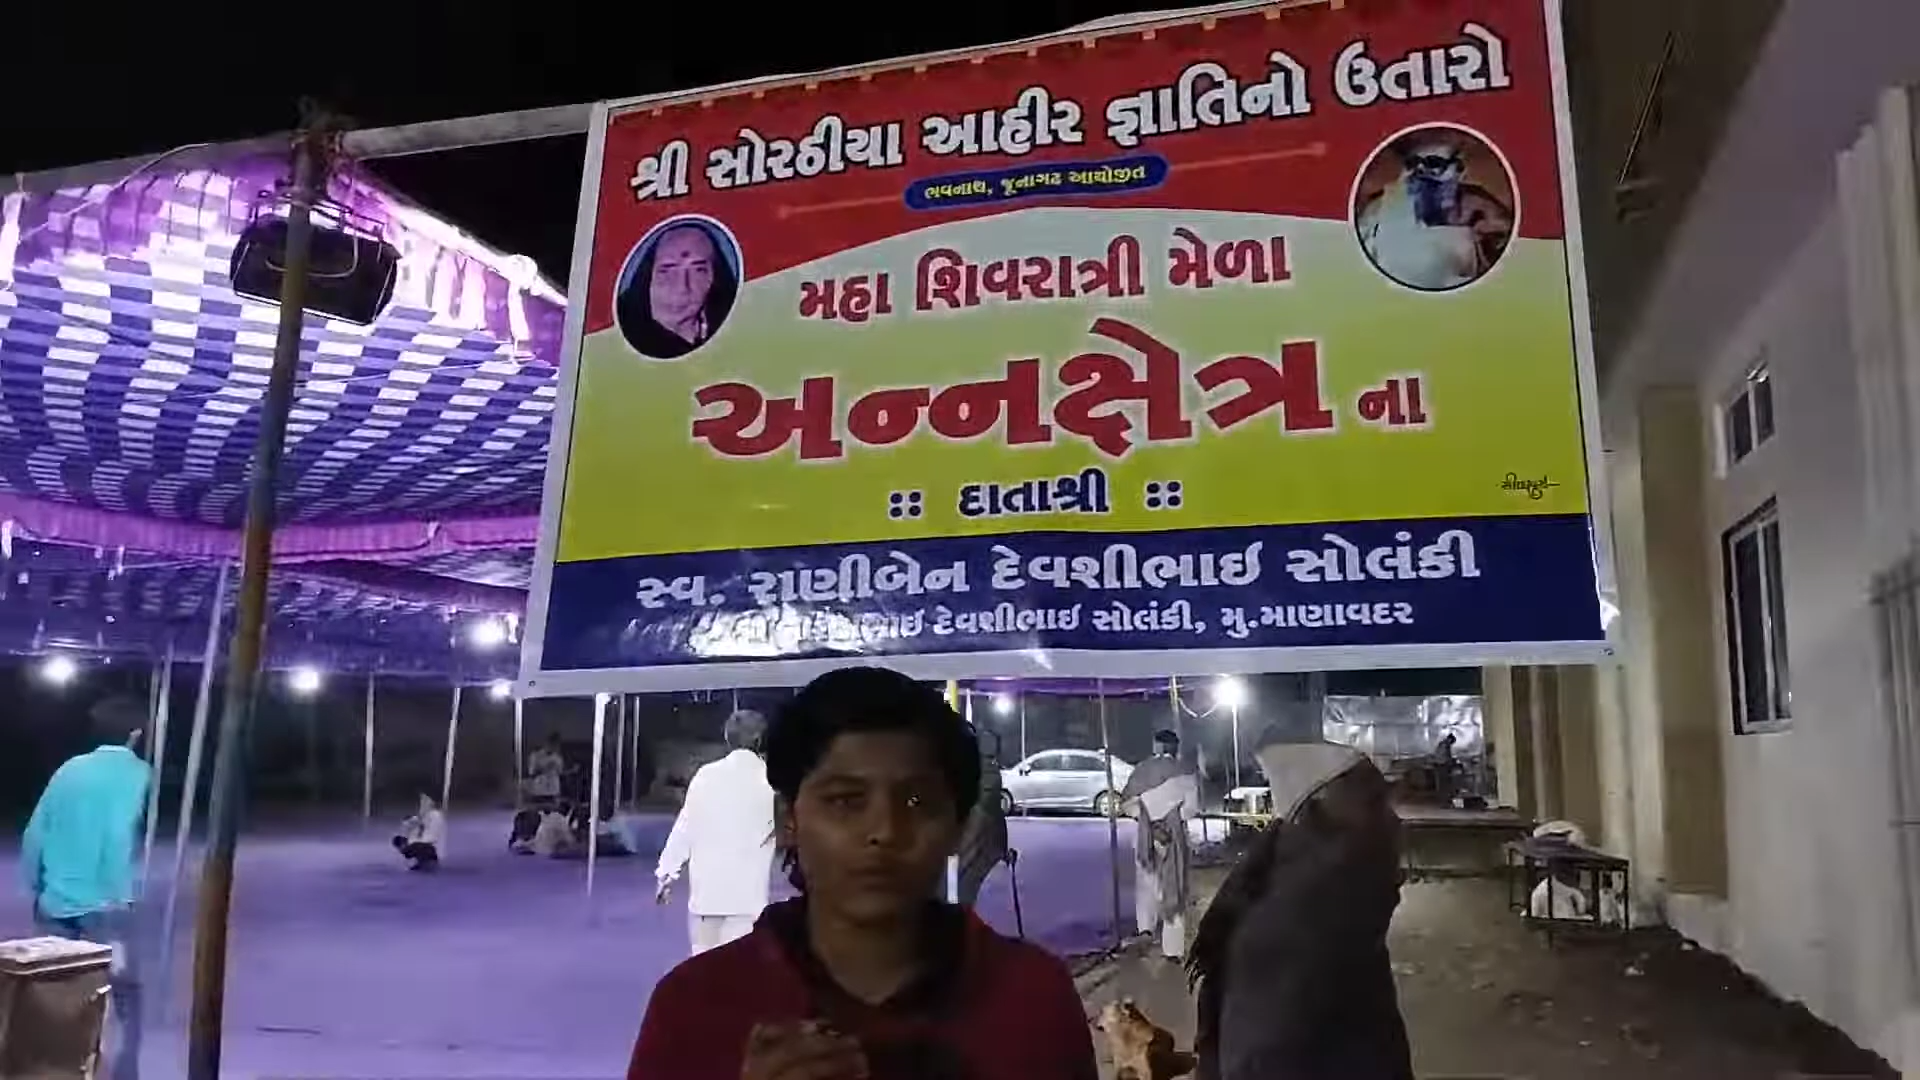 શ્રી સોરઠીયા આહીર જ્ઞાતિનો ઉતારો
ભવનાથ, જૂનાગઢ આયોજીત
મહા શિવરાત્રી મેળા
અન્નક્ષેત્ર ના
:: દાતાશ્રી ::
સ્વ. રાણીબેન દેવશીભાઈ સોલંકી
દેવશીભાઈ સોલંકી, મુ.માણાવદર